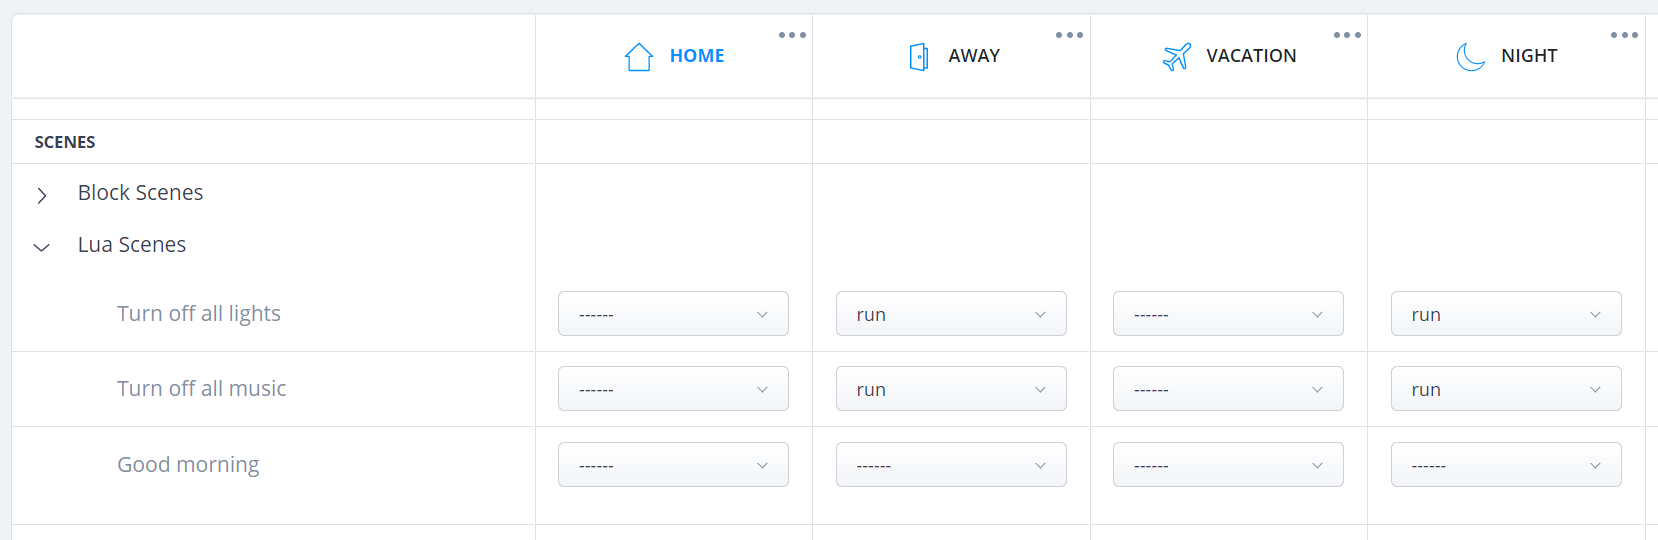 HOME AWAY VACATION NIGHT
SCENES
Block Scenes
Lua Scenes
Turn off all lights ------ run ------ run
Turn off all music ------ run ------ run
Good morning ------ ------ ------ ------